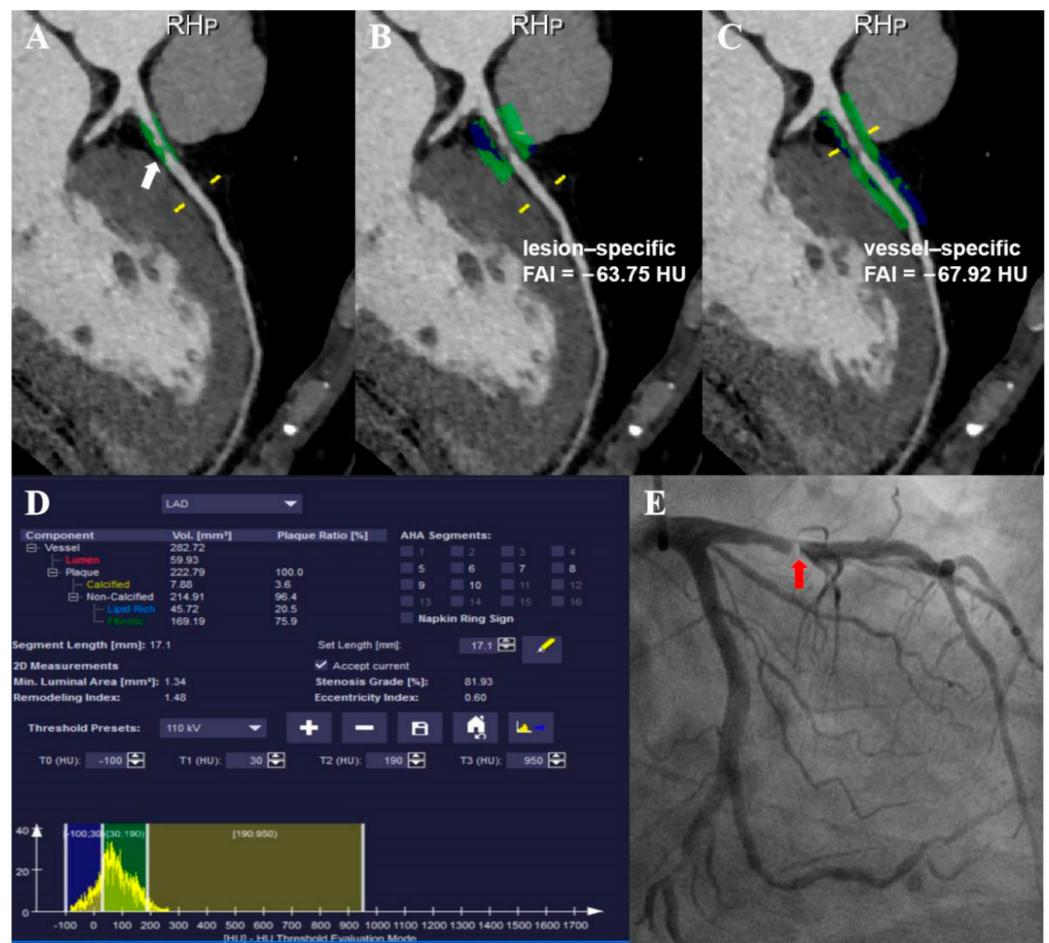 A
RHP
B
RHP
C
RHP
lesion–specific
FAI = −63.75 HU
vessel–specific
FAI = −67.92 HU
D
LAD
Component Vol. [mm³] Plaque Ratio [%]
Vessel 282.72
Lumen 59.93
Plaque 222.79 100.0
Calcified 7.88 3.6
Non-Calcified 214.91 96.4
Lipid Rich 45.72 20.5
Fibrotic 169.19 75.9
AHA Segments:
1 2 3 4
5 6 7 8
9 10 11 12
13 14 15 16
Napkin Ring Sign
Segment Length [mm]: 17.1
Set Length [mm]: 17.1
2D Measurements
Accept current
Min. Luminal Area [mm²]: 1.34
Stenosis Grade [%]: 81.93
Remodeling Index: 1.48
Eccentricity Index: 0.60
Threshold Presets: 110 kV
T0 (HU): -100 T1 (HU): 30 T2 (HU): 190 T3 (HU): 950
40
20
0
[-100;30) [30;190) [190;950)
-100 0 100 200 300 400 500 600 700 800 900 1000 1100 1200 1300 1400 1500 1600 1700
[HU] - HU Threshold Evaluation Mode
E